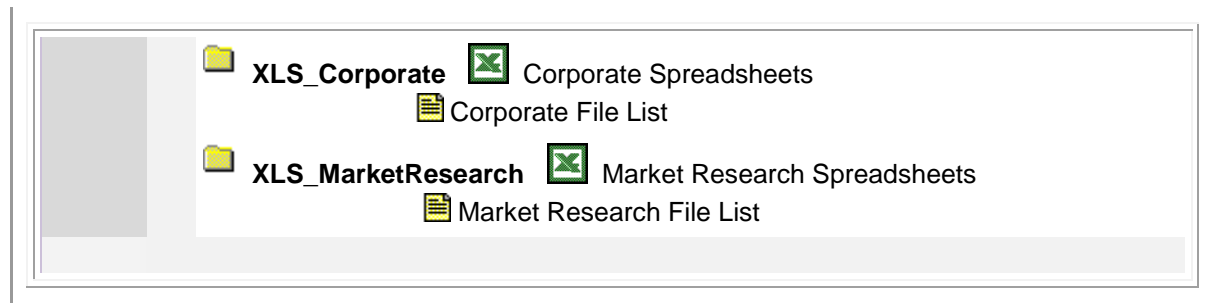 XLS_Corporate Corporate Spreadsheets
Corporate File List
XLS_MarketResearch Market Research Spreadsheets
Market Research File List